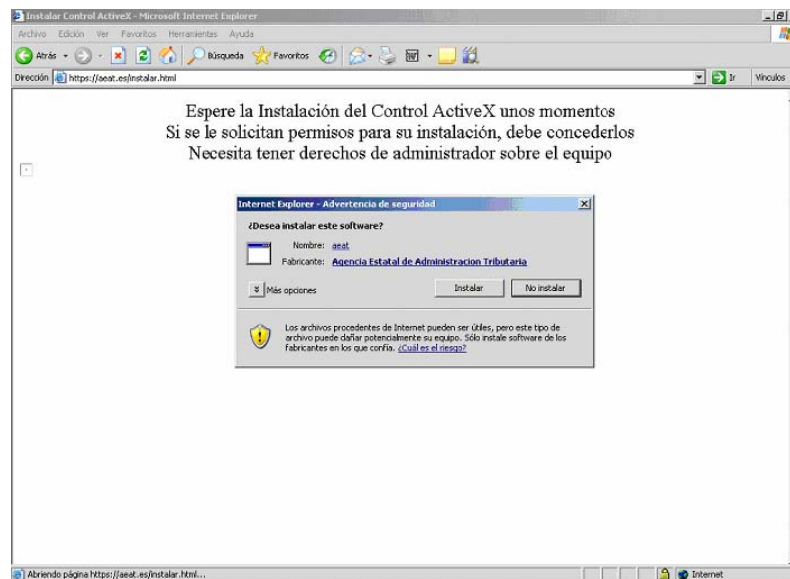 Instalar Control ActiveX - Microsoft Internet Explorer
Archivo Edición Ver Favoritos Herramientas Ayuda
Atrás Búsqueda Favoritos
Dirección https://aeat.es/instalar.html Ir Vínculos
Espere la Instalación del Control ActiveX unos momentos
Si se le solicitan permisos para su instalación, debe concederlos
Necesita tener derechos de administrador sobre el equipo
Internet Explorer - Advertencia de seguridad
¿Desea instalar este software?
Nombre: aeat
Fabricante: Agencia Estatal de Administracion Tributaria
Más opciones Instalar No instalar
Los archivos procedentes de Internet pueden ser útiles, pero este tipo de
archivo puede dañar potencialmente su equipo. Sólo instale software de los
fabricantes en los que confía. ¿Cuál es el riesgo?
Abriendo página https://aeat.es/instalar.html... Internet